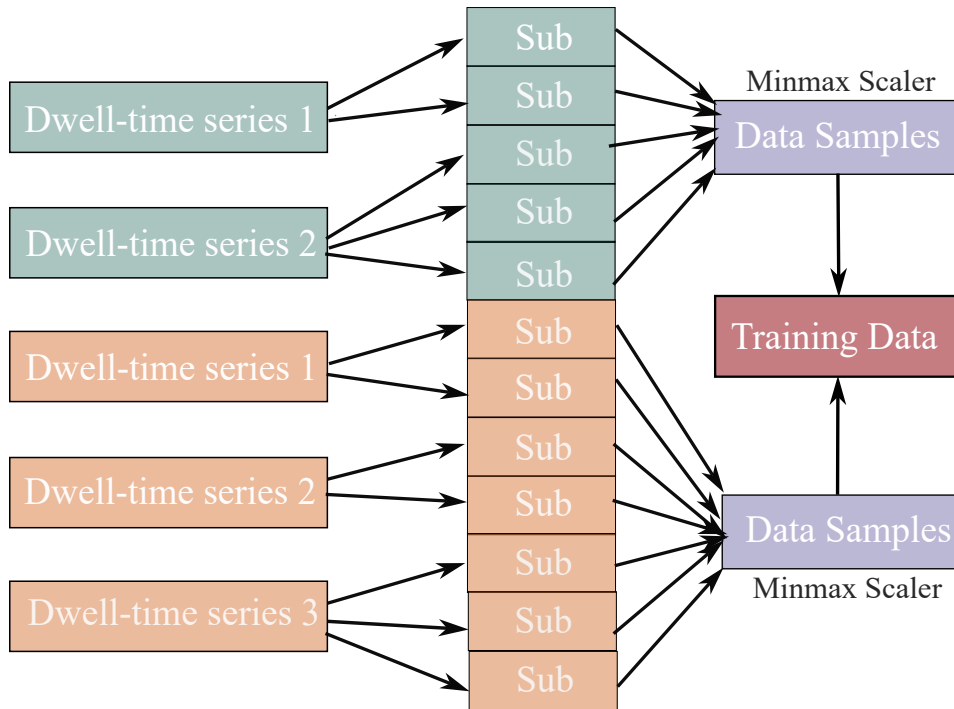 Dwell-time series 1
Dwell-time series 2
Dwell-time series 1
Dwell-time series 2
Dwell-time series 3
Sub
Sub
Sub
Sub
Sub
Sub
Sub
Sub
Sub
Sub
Sub
Sub
Minmax Scaler
Data Samples
Training Data
Data Samples
Minmax Scaler